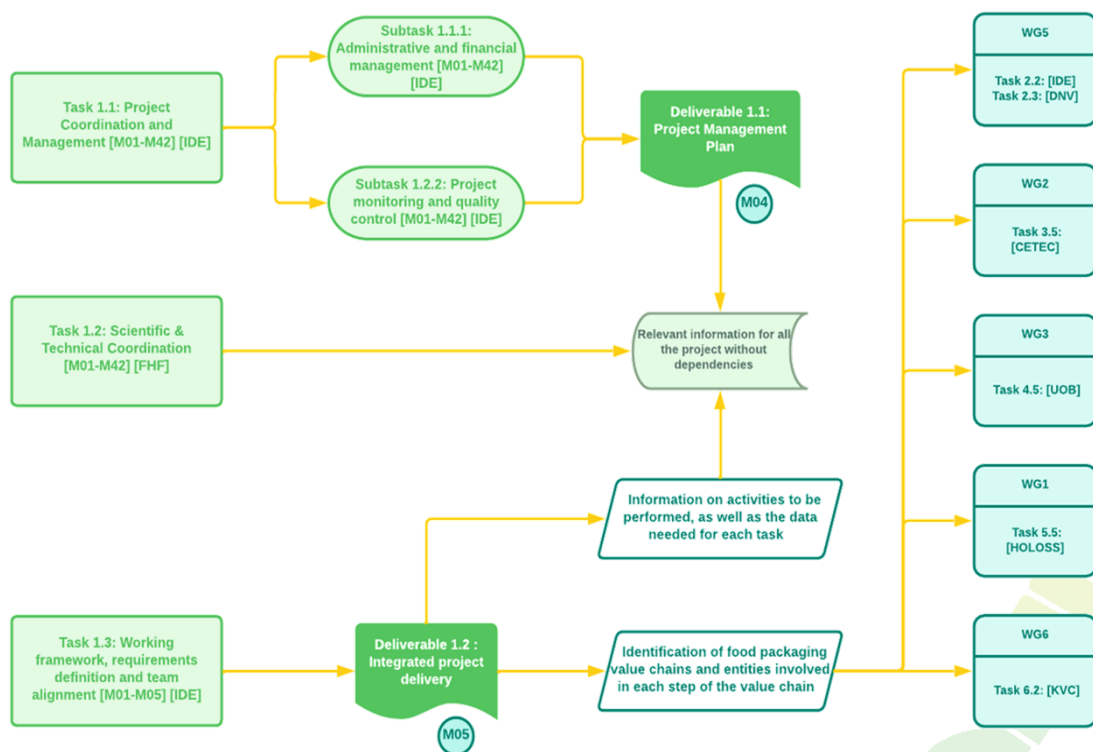 Subtask 1.1.1:
Administrative and financial
management [M01-M42]
[IDE]
Task 1.1: Project
Coordination and
Management [M01-M42] [IDE]
Deliverable 1.1:
Project Management
Plan
M04
Subtask 1.2.2: Project
monitoring and quality
control [M01-M42] [IDE]
Task 1.2: Scientific &
Technical Coordination
[M01-M42] [FHF]
Relevant information for all
the project without
dependencies
Information on activities to be
performed, as well as the data
needed for each task
Task 1.3: Working
framework, requirements
definition and team
alignment [M01-M05] [IDE]
Deliverable 1.2 :
Integrated project
delivery
M05
Identification of food packaging
value chains and entities involved
in each step of the value chain
WG5
Task 2.2: [IDE]
Task 2.3: [DNV]
WG2
Task 3.5:
[CETEC]
WG3
Task 4.5: [UOB]
WG1
Task 5.5:
[HOLOSS]
WG6
Task 6.2: [KVC]